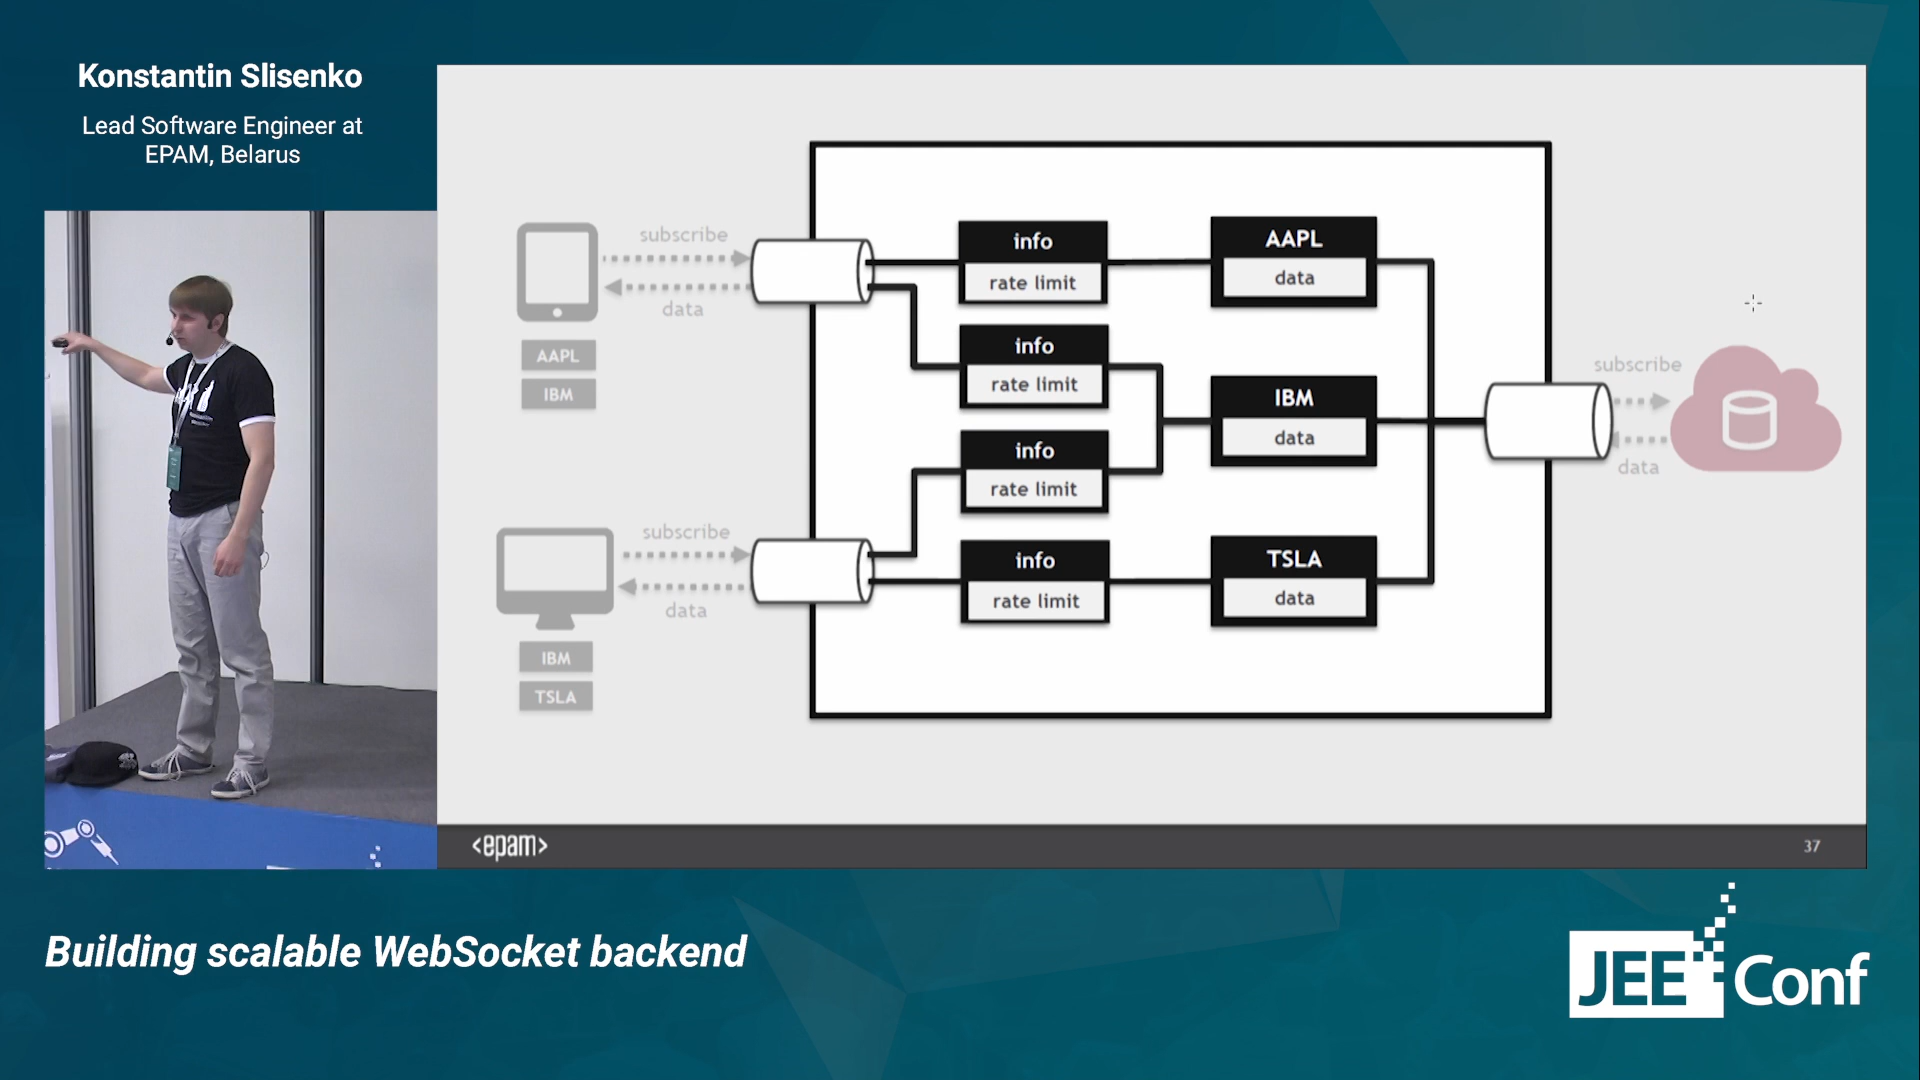 Konstantin Slisenko
Lead Software Engineer at
EPAM, Belarus
subscribe
data
AAPL
IBM
subscribe
data
IBM
TSLA
info
rate limit
info
rate limit
info
rate limit
info
rate limit
AAPL
data
IBM
data
TSLA
data
subscribe
data
<epam>
37
Building scalable WebSocket backend
JEE Conf